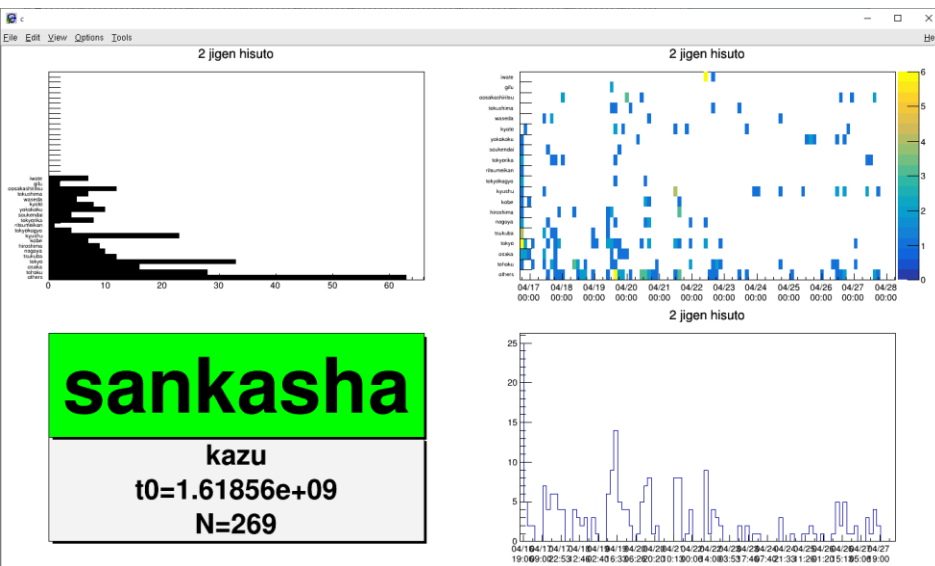 c
File Edit View Options Tools
He
2 jigen hisuto
iwate
gifu
oosakashiritsu
tokushima
waseda
kyoto
yokokoku
soukendai
tokyorika
ritsumeikan
tokyokogyo
kyushu
kobe
hiroshima
nagoya
tsukuba
tokyo
osaka
tohoku
others
0 10 20 30 40 50 60
2 jigen hisuto
iwate
gifu
oosakashiritsu
tokushima
waseda
kyoto
yokokoku
soukendai
tokyorika
ritsumeikan
tokyokogyo
kyushu
kobe
hiroshima
nagoya
tsukuba
tokyo
osaka
tohoku
others
04/17 04/18 04/19 04/20 04/21 04/22 04/23 04/24 04/25 04/26 04/27 04/28
00:00 00:00 00:00 00:00 00:00 00:00 00:00 00:00 00:00 00:00 00:00 00:00
6
5
4
3
2
1
0
sankasha
kazu
t0=1.61856e+09
N=269
2 jigen hisuto
25
20
15
10
5
0